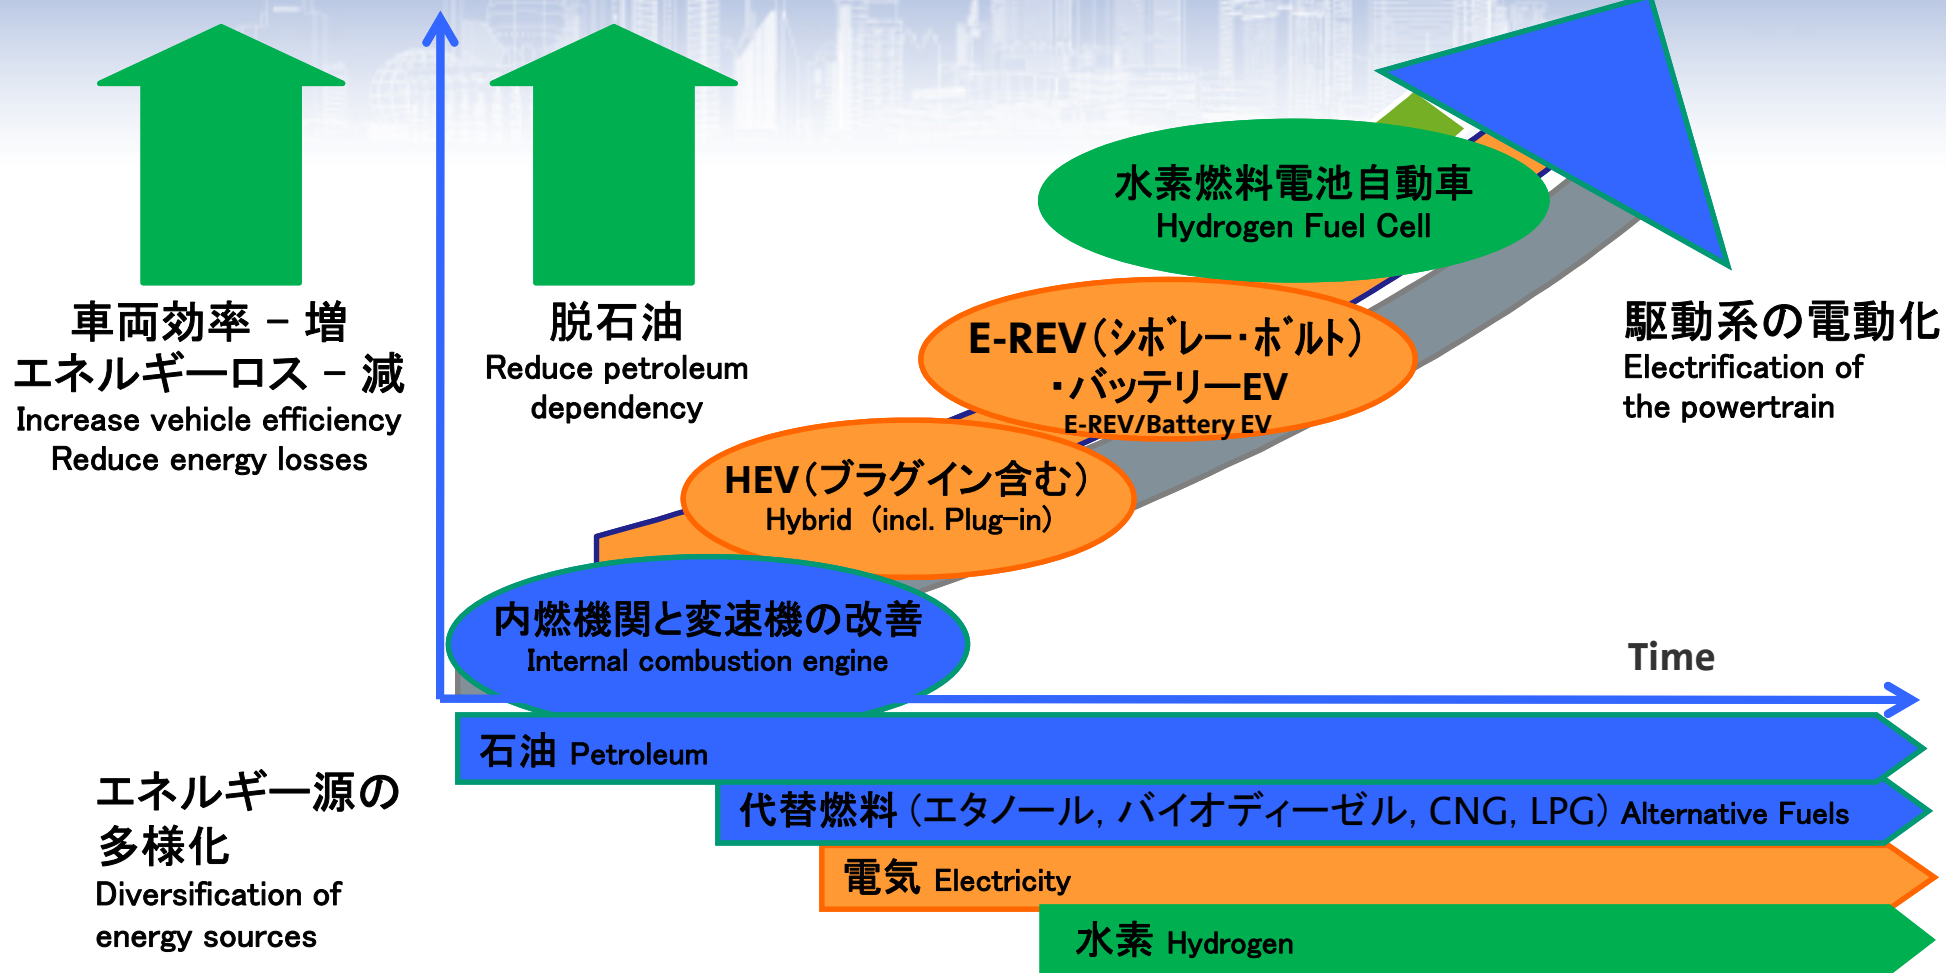 車両効率 – 増
エネルギーロス – 減
Increase vehicle efficiency
Reduce energy losses
脱石油
Reduce petroleum
dependency
水素燃料電池自動車
Hydrogen Fuel Cell
E-REV（ｼﾎﾞﾚｰ・ﾎﾞﾙﾄ）
・バッテリーEV
E-REV/Battery EV
HEV（ブラグイン含む）
Hybrid (incl. Plug-in)
内燃機関と変速機の改善
Internal combustion engine
駆動系の電動化
Electrification of
the powertrain
Time
エネルギー源の
多様化
Diversification of
energy sources
石油 Petroleum
代替燃料（エタノール, バイオディーゼル, CNG, LPG）Alternative Fuels
電気 Electricity
水素 Hydrogen